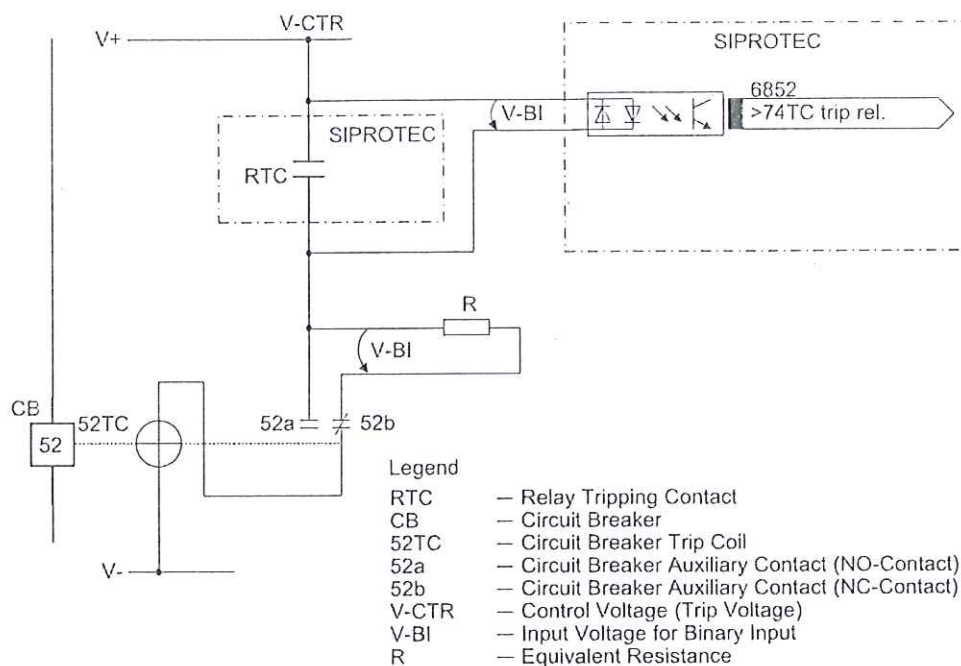 V-CTR
V+
SIPROTEC
6852
>74TC trip rel.
V-BI
SIPROTEC
RTC
R
V-BI
CB
52TC
52a
52b
52
Legend
RTC – Relay Tripping Contact
CB – Circuit Breaker
52TC – Circuit Breaker Trip Coil
52a – Circuit Breaker Auxiliary Contact (NO-Contact)
52b – Circuit Breaker Auxiliary Contact (NC-Contact)
V-CTR – Control Voltage (Trip Voltage)
V-BI – Input Voltage for Binary Input
R – Equivalent Resistance
V-